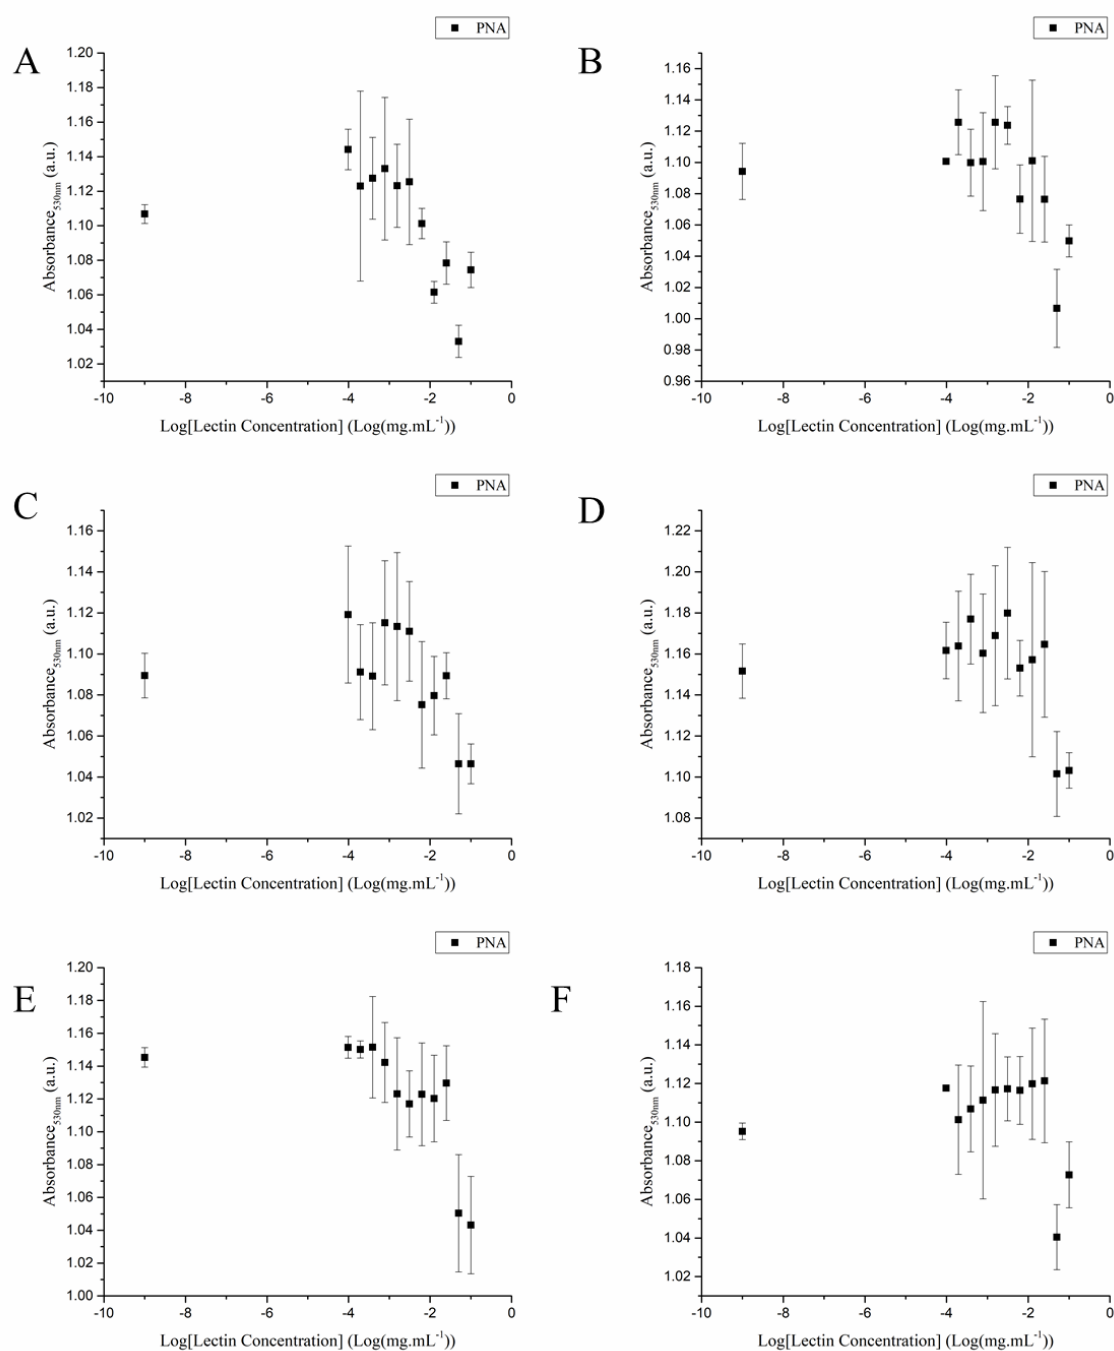 PNA
A
1.20
1.18
1.16
1.14
1.12
1.10
1.08
1.06
1.04
1.02
Absorbance530nm (a.u.)
-10 -8 -6 -4 -2 0
Log[Lectin Concentration] (Log(mg.mL-1))
PNA
B
1.16
1.14
1.12
1.10
1.08
1.06
1.04
1.02
1.00
0.98
0.96
Absorbance530nm (a.u.)
-10 -8 -6 -4 -2 0
Log[Lectin Concentration] (Log(mg.mL-1))
PNA
C
1.16
1.14
1.12
1.10
1.08
1.06
1.04
1.02
Absorbance530nm (a.u.)
-10 -8 -6 -4 -2 0
Log[Lectin Concentration] (Log(mg.mL-1))
PNA
D
1.22
1.20
1.18
1.16
1.14
1.12
1.10
1.08
Absorbance530nm (a.u.)
-10 -8 -6 -4 -2 0
Log[Lectin Concentration] (Log(mg.mL-1))
PNA
E
1.20
1.18
1.16
1.14
1.12
1.10
1.08
1.06
1.04
1.02
1.00
Absorbance530nm (a.u.)
-10 -8 -6 -4 -2 0
Log[Lectin Concentration] (Log(mg.mL-1))
PNA
F
1.18
1.16
1.14
1.12
1.10
1.08
1.06
1.04
1.02
Absorbance530nm (a.u.)
-10 -8 -6 -4 -2 0
Log[Lectin Concentration] (Log(mg.mL-1))